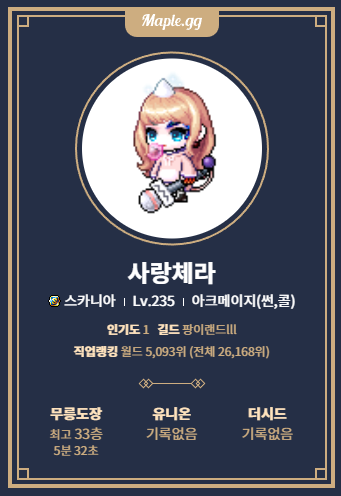 Maple.gg
사랑체라
스카니아 | Lv.235 | 아크메이지(썬,콜)
인기도 1 길드 팡이랜드lll
직업랭킹 월드 5,093위 (전체 26,168위)
무릉도장 유니온 더시드
최고 33층 기록없음 기록없음
5분 32초